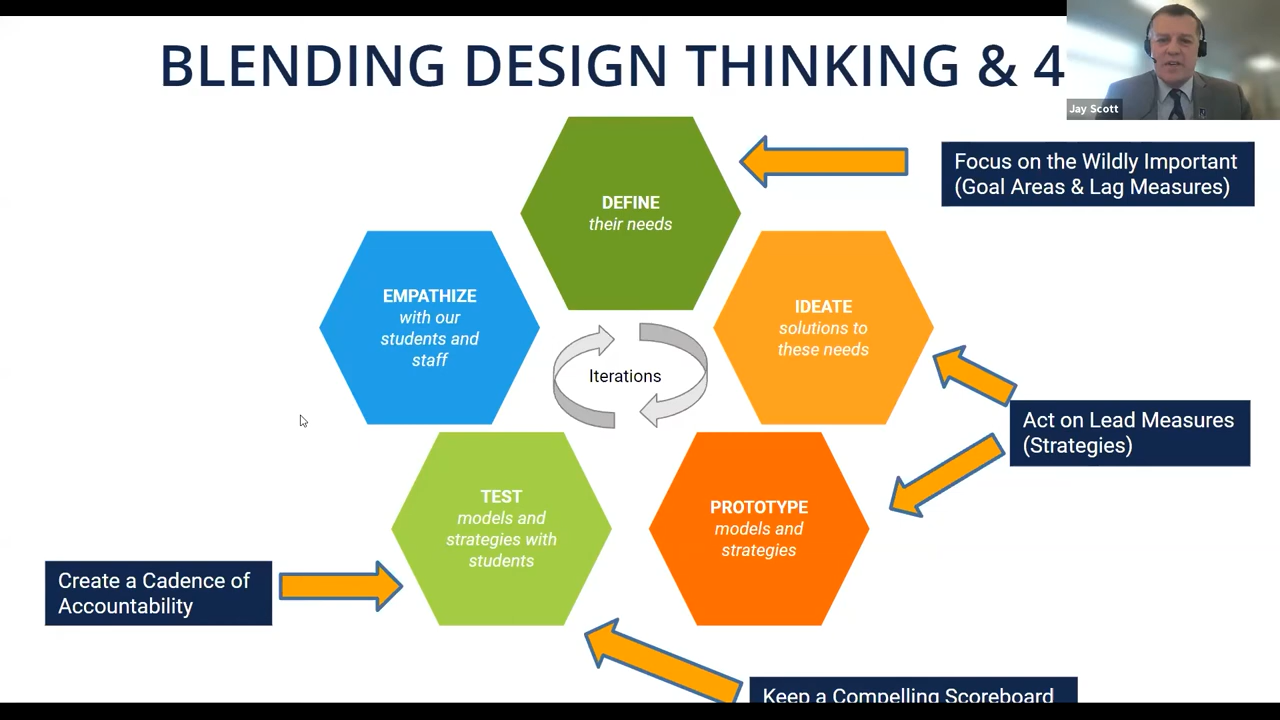 BLENDING DESIGN THINKING & 4
Jay Scott
Focus on the Wildly Important
(Goal Areas & Lag Measures)
DEFINE
their needs
EMPATHIZE
with our
students and
staff
IDEATE
solutions to
these needs
Iterations
Act on Lead Measures
(Strategies)
TEST
models and
strategies with
students
PROTOTYPE
models and
strategies
Create a Cadence of
Accountability
Keep a Compelling Scoreboard